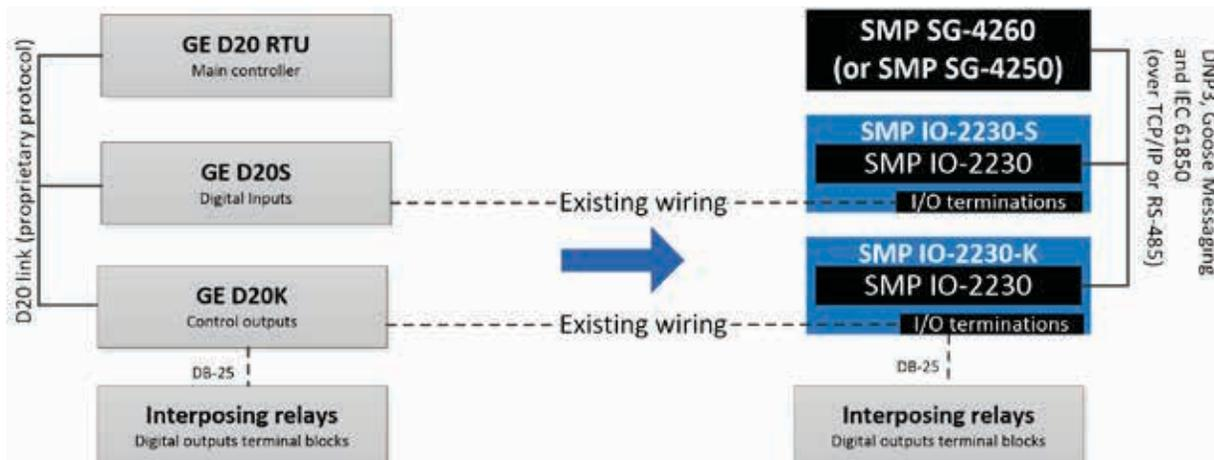 D20 link (proprietary protocol)
GE D20 RTU
Main controller
GE D20S
Digital Inputs
GE D20K
Control outputs
DB-25
Interposing relays
Digital outputs terminal blocks
Existing wiring
Existing wiring
SMP SG-4260
(or SMP SG-4250)
SMP IO-2230-S
SMP IO-2230
I/O terminations
SMP IO-2230-K
SMP IO-2230
I/O terminations
DB-25
Interposing relays
Digital outputs terminal blocks
DNP3, Goose Messaging
and IEC 61850
(over TCP/IP or RS-485)